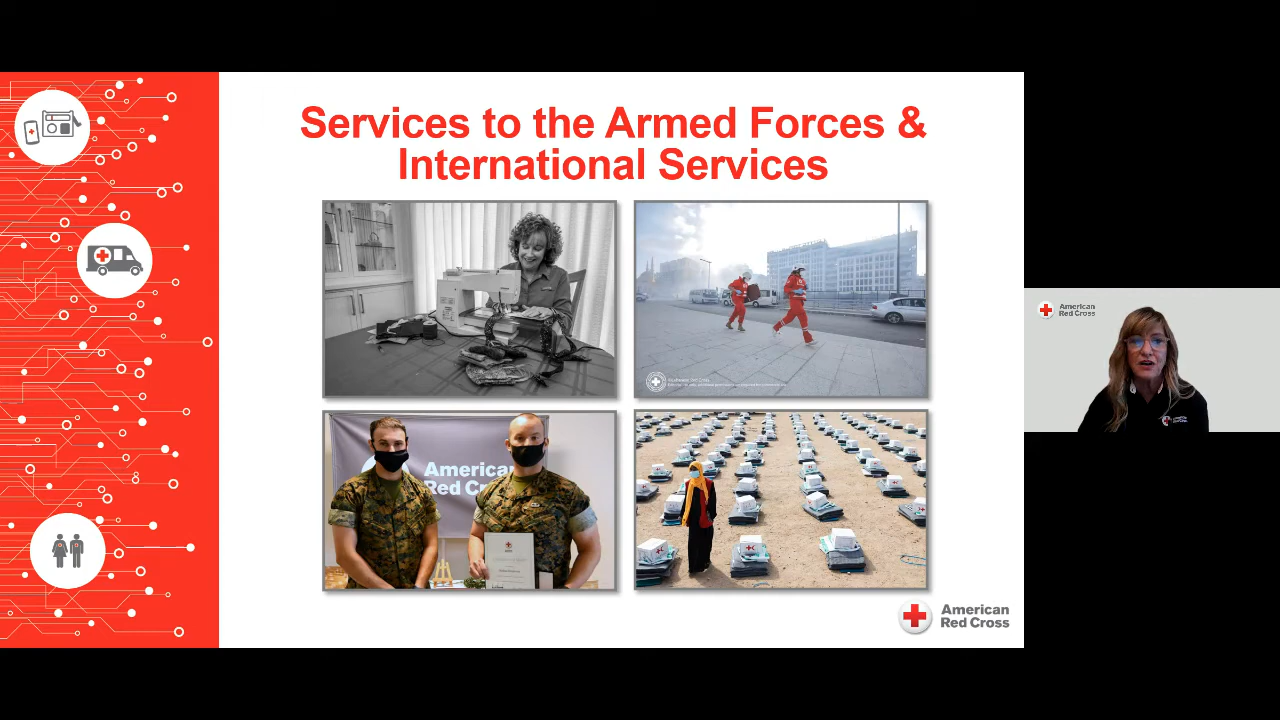 Services to the Armed Forces &
International Services
American
Red Cross
American
Red Cross
American
Red Cross